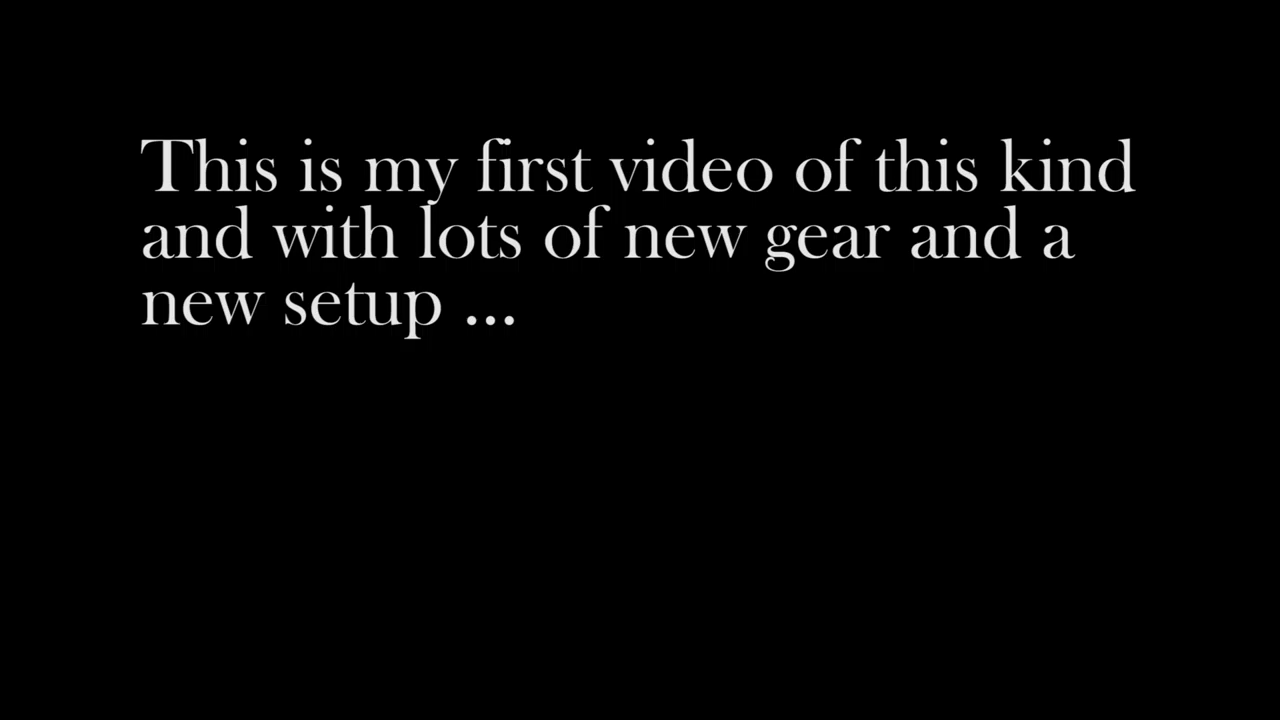 This is my first video of this kind
and with lots of new gear and a
new setup ...